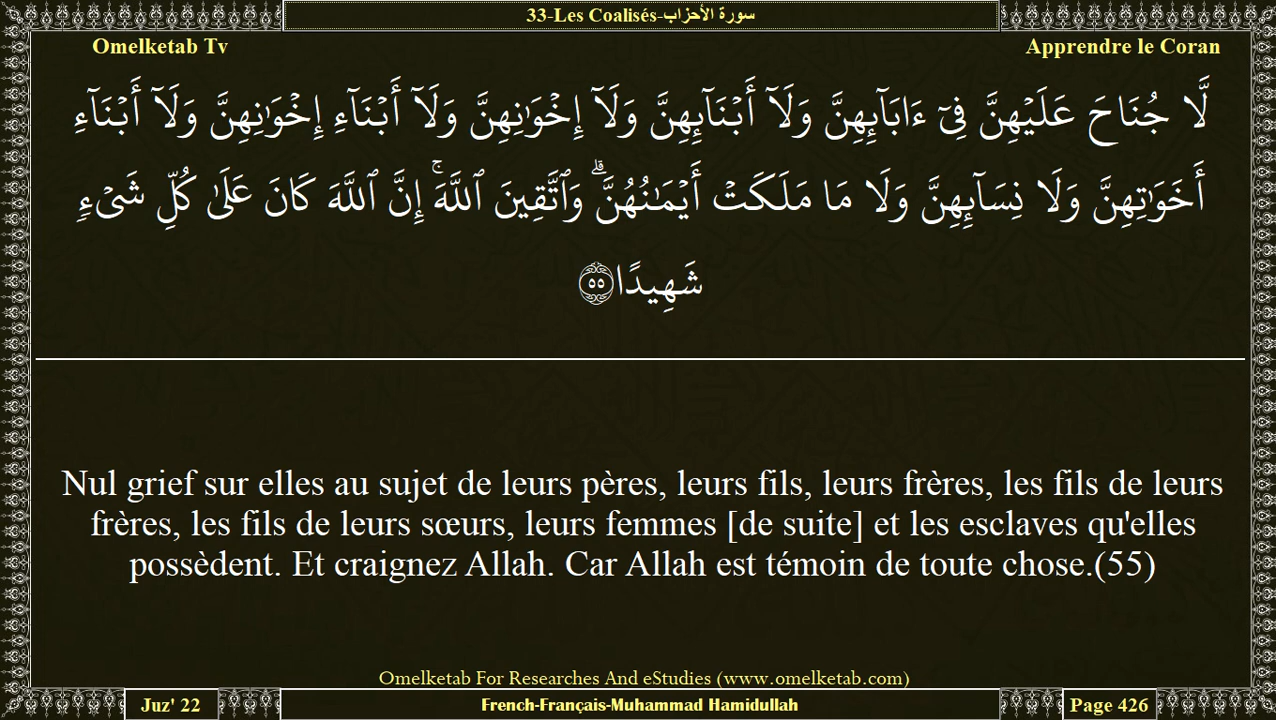 33-Les Coalisés-سورة الأحزاب
Omelketab Tv
Apprendre le Coran
لَّا جُنَاحَ عَلَيْهِنَّ فِىٓ ءَابَآئِهِنَّ وَلَآ أَبْنَآئِهِنَّ وَلَآ إِخْوَٰنِهِنَّ وَلَآ أَبْنَآءِ إِخْوَٰنِهِنَّ وَلَآ أَبْنَآءِ
أَخَوَٰتِهِنَّ وَلَا نِسَآئِهِنَّ وَلَا مَا مَلَكَتْ أَيْمَٰنُهُنَّ ۗ وَٱتَّقِينَ ٱللَّهَ ۚ إِنَّ ٱللَّهَ كَانَ عَلَىٰ كُلِّ شَىْءٍ
شَهِيدًا ۝٥٥
Nul grief sur elles au sujet de leurs pères, leurs fils, leurs frères, les fils de leurs
frères, les fils de leurs sœurs, leurs femmes [de suite] et les esclaves qu'elles
possèdent. Et craignez Allah. Car Allah est témoin de toute chose.(55)
Omelketab For Researches And eStudies (www.omelketab.com)
Juz' 22
French-Français-Muhammad Hamidullah
Page 426